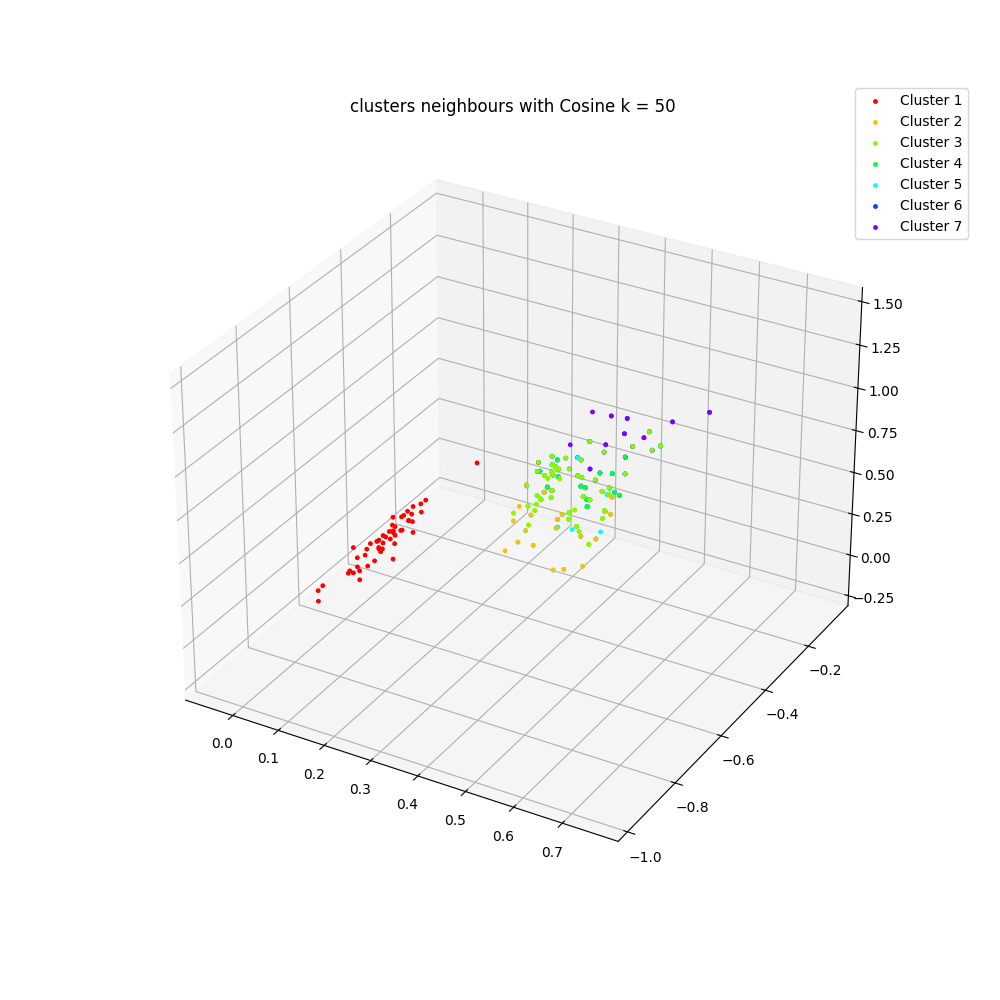 clusters neighbours with Cosine k = 50
Cluster 1
Cluster 2
Cluster 3
Cluster 4
Cluster 5
Cluster 6
Cluster 7
1.50
1.25
1.00
0.75
0.50
0.25
0.00
−0.25
−0.2
−0.4
−0.6
−0.8
−1.0
0.0
0.1
0.2
0.3
0.4
0.5
0.6
0.7